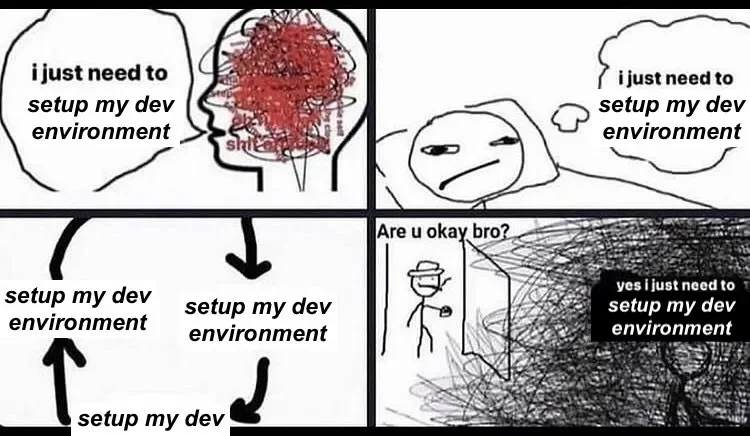 i just need to
setup my dev
environment
i just need to
setup my dev
environment
setup my dev
environment
setup my dev
environment
setup my dev
Are u okay bro?
yes i just need to
setup my dev
environment